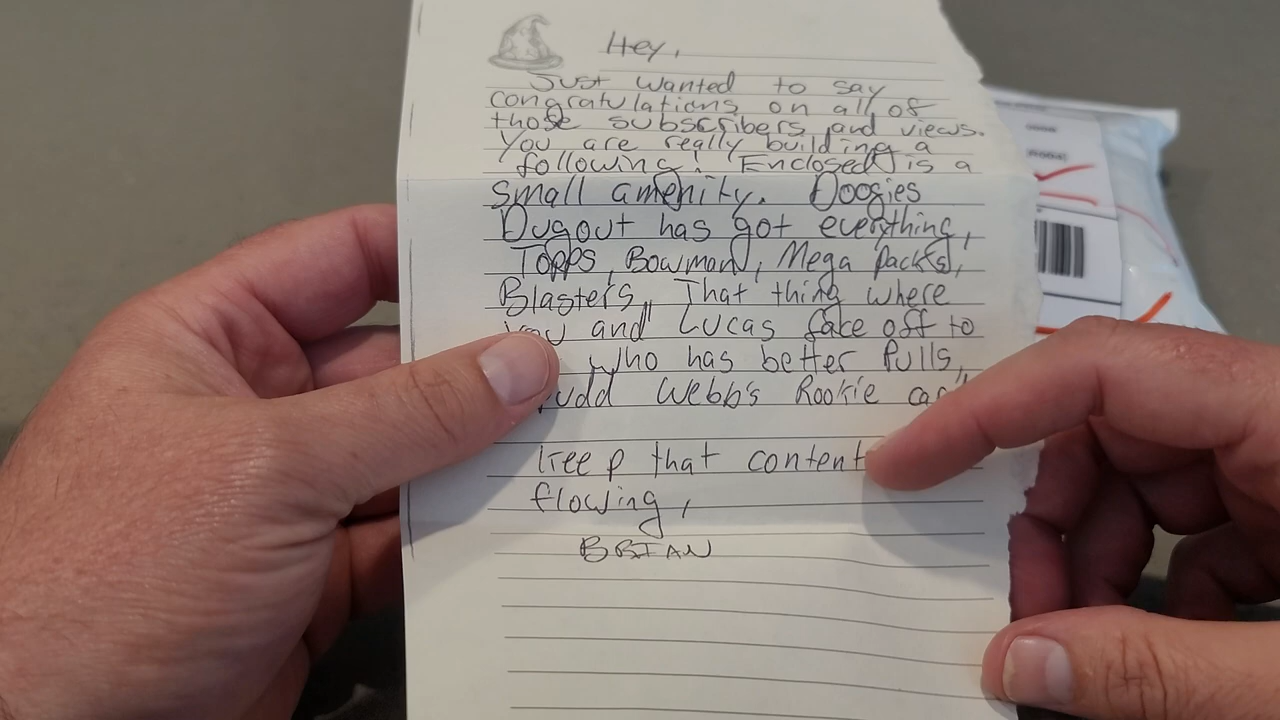 Hey,
Just wanted to say
congratulations on all of
those subscribers and views.
You are really building a
following! Enclosed is a
small amenity. Doogies
Dugout has got everything,
Topps, Bowman, Mega Packs,
Blasters, That thing where
you and Lucas face off to
who has better Pulls,
Judd Webb's Rookie
Keep that content
flowing,
BRIAN